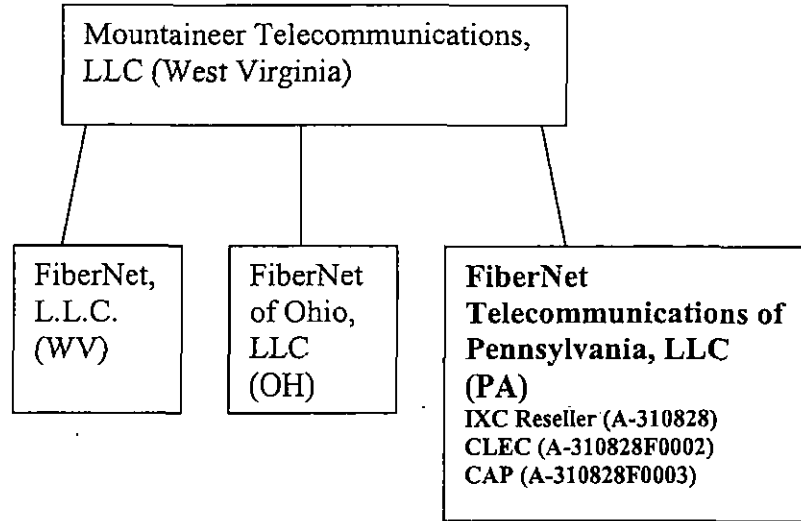 Mountaineer Telecommunications,
LLC (West Virginia)
FiberNet,
L.L.C.
(WV)
FiberNet
of Ohio,
LLC
(OH)
FiberNet
Telecommunications of
Pennsylvania, LLC
(PA)
IXC Reseller (A-310828)
CLEC (A-310828F0002)
CAP (A-310828F0003)